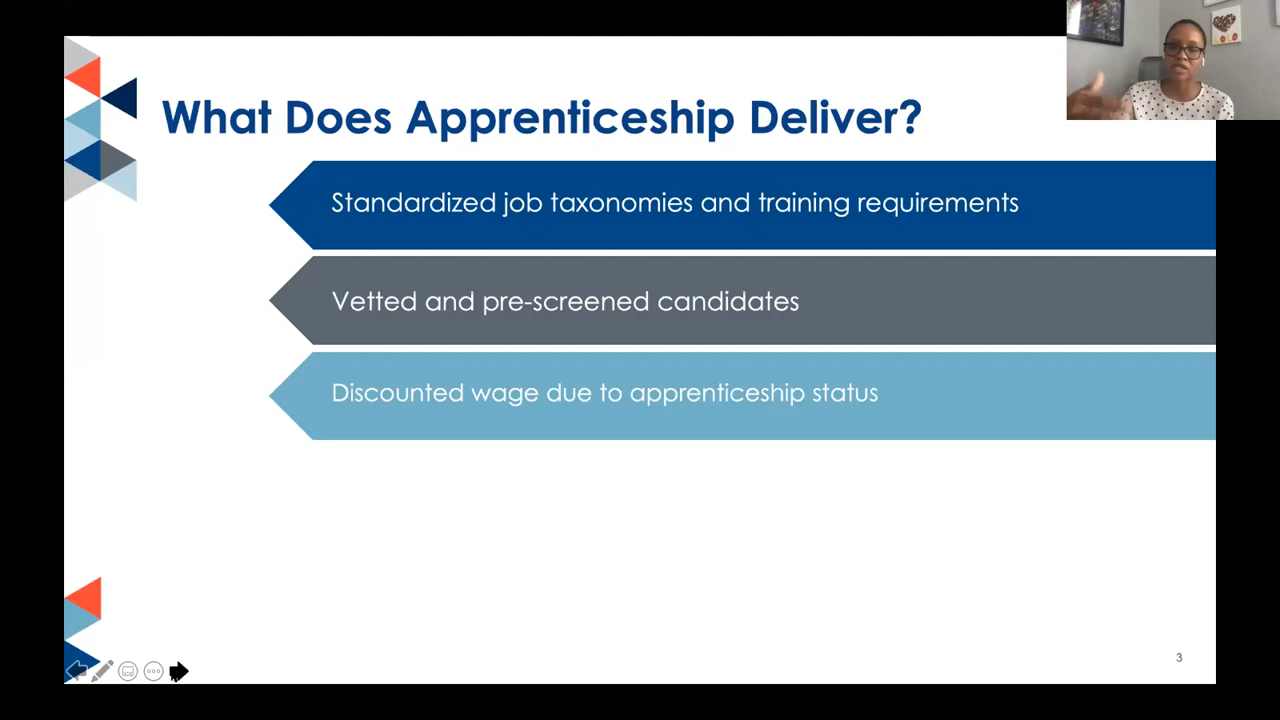 What Does Apprenticeship Deliver?
Standardized job taxonomies and training requirements
Vetted and pre-screened candidates
Discounted wage due to apprenticeship status
3